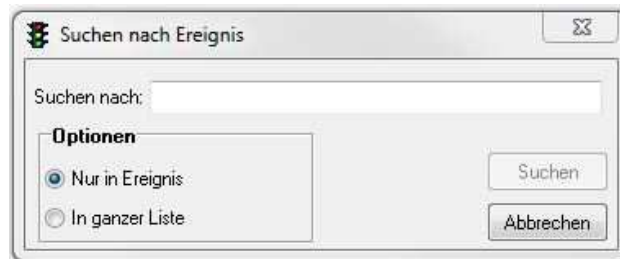 Suchen nach Ereignis
Suchen nach:
Optionen
Nur in Ereignis
In ganzer Liste
Suchen
Abbrechen